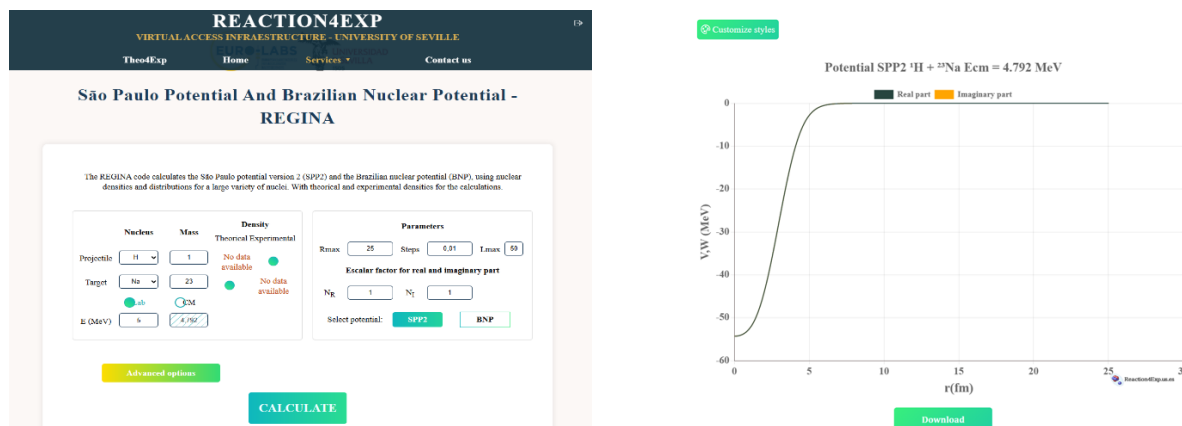 REACTION4EXP
VIRTUAL ACCESS INFRAESTRUCTURE - UNIVERSITY OF SEVILLE
EURO-LABS
Theo4Exp Home Services Contact us
São Paulo Potential And Brazilian Nuclear Potential -
REGINA
The REGINA code calculates the São Paulo potential version 2 (SPP2) and the Brazilian nuclear potential (BNP), using nuclear
densities and distributions for a large variety of nuclei. With theorical and experimental densities for the calculations.
Nucleus Mass Density
Theorical Experimental
Projectile H 1 No data
available
Target Na 23 No data
available
Lab CM
E (MeV) 5 4,792
Parameters
Rmax 25 Steps 0,01 Lmax 50
Escalar factor for real and imaginary part
NR 1 NI 1
Select potential: SPP2 BNP
Advanced options
CALCULATE
Customize styles
Potential SPP2 ¹H + ²³Na Ecm = 4.792 MeV
Real part Imaginary part
V,W (MeV)
0
-10
-20
-30
-40
-50
-60
0 5 10 15 20 25
r(fm)
Reaction4Exp.us.es
Download